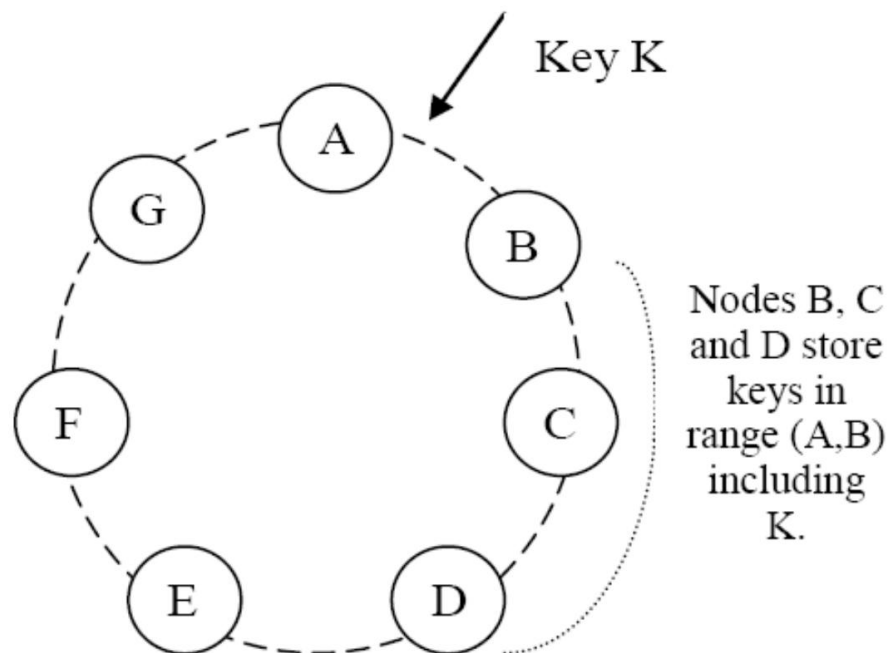 Key K
A
G
B
Nodes B, C
and D store
keys in
range (A,B)
including
K.
F
C
E
D